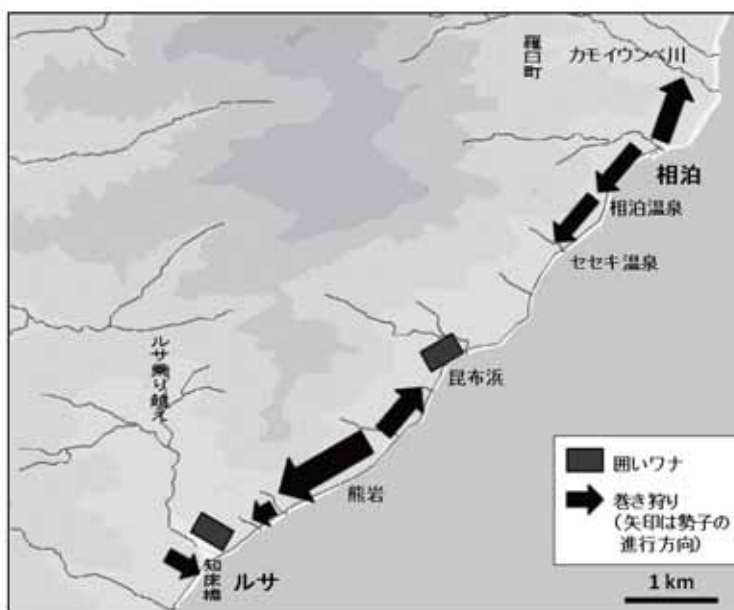 羅臼町
カモイウンベ川
相泊
相泊温泉
セセキ温泉
昆布浜
ルサ乗り越え
熊岩
知床橋
ルサ
囲いワナ
巻き狩り
(矢印は勢子の
進行方向)
1 km